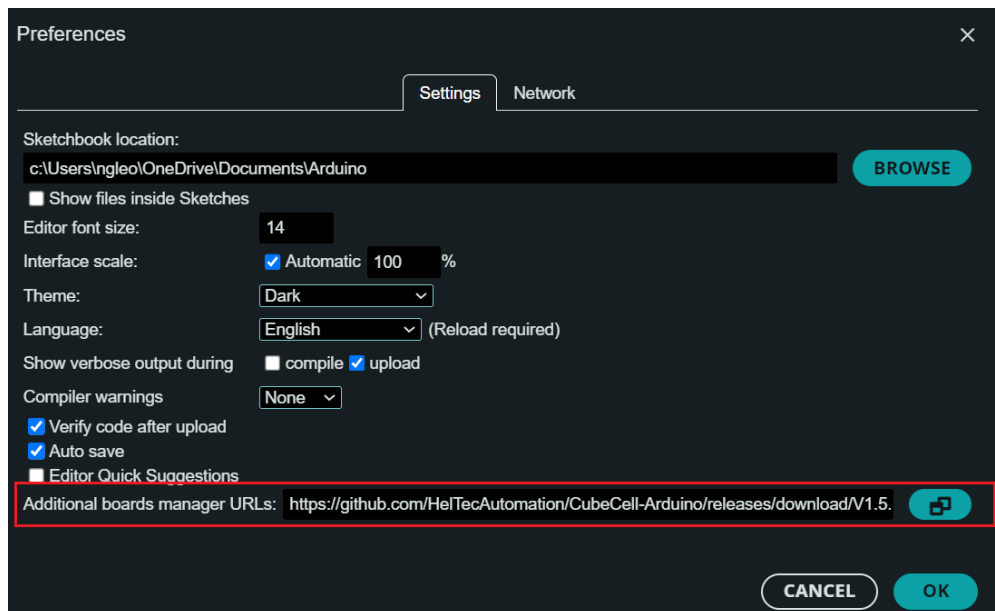 Preferences
Settings Network
Sketchbook location:
c:\Users\ngleo\OneDrive\Documents\Arduino
BROWSE
Show files inside Sketches
Editor font size: 14
Interface scale: Automatic 100 %
Theme: Dark
Language: English (Reload required)
Show verbose output during compile upload
Compiler warnings None
Verify code after upload
Auto save
Editor Quick Suggestions
Additional boards manager URLs: https://github.com/HelTecAutomation/CubeCell-Arduino/releases/download/V1.5.
CANCEL OK